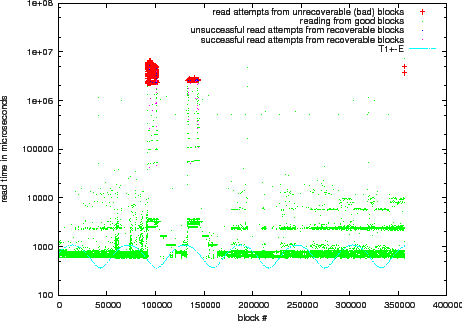 read attempts from unrecoverable (bad) blocks
reading from good blocks
unsuccessful read attempts from recoverable blocks
successful read attempts from recoverable blocks
T1+-E
1e+08
1e+07
1e+06
100000
10000
1000
100
read time in microseconds
0 50000 100000 150000 200000 250000 300000 350000 400000
block #